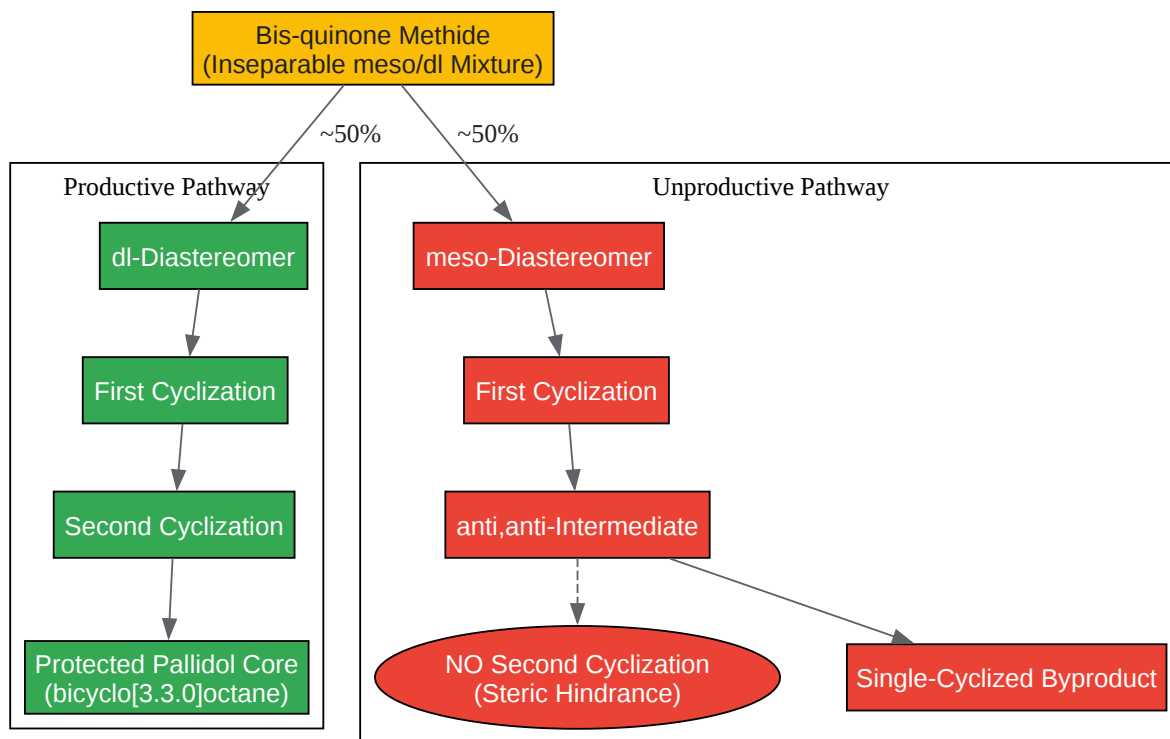 Bis-quinone Methide
(Inseparable meso/dl Mixture)
~50%
~50%
Productive Pathway
dl-Diastereomer
First Cyclization
Second Cyclization
Protected Pallidol Core
(bicyclo[3.3.0]octane)
Unproductive Pathway
meso-Diastereomer
First Cyclization
anti,anti-Intermediate
NO Second Cyclization
(Steric Hindrance)
Single-Cyclized Byproduct